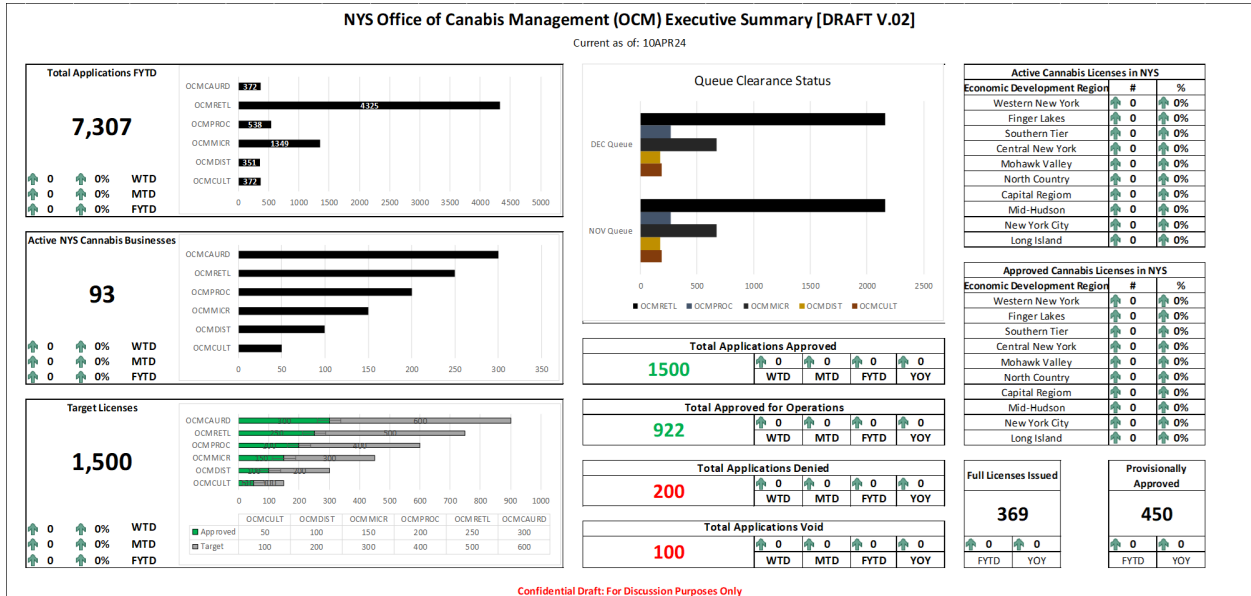 NYS Office of Canabis Management (OCM) Executive Summary [DRAFT V.02]
Current as of: 10APR24
Total Applications FYTD
7,307
0 0% WTD
0 0% MTD
0 0% FYTD
OCMCAURD 372
OCMRETL 4325
OCMPROC 538
OCMMICR 1349
OCMDIST 351
OCMCULT 372
0 500 1000 1500 2000 2500 3000 3500 4000 4500 5000
Active NYS Cannabis Businesses
93
0 0% WTD
0 0% MTD
0 0% FYTD
OCMCAURD
OCMRETL
OCMPROC
OCMMICR
OCMDIST
OCMCULT
0 50 100 150 200 250 300 350
Target Licenses
1,500
0 0% WTD
0 0% MTD
0 0% FYTD
OCMCAURD 300 600
OCMRETL 250 500
OCMPROC 200 400
OCMMICR 150 300
OCMDIST 100 200
OCMCULT
0 100 200 300 400 500 600 700 800 900 1000
OCMCULT OCMDIST OCMMICR OCMPROC OCMRETL OCMCAURD
Approved 50 100 150 200 250 300
Target 100 200 300 400 500 600
Queue Clearance Status
DEC Queue
NOV Queue
0 500 1000 1500 2000 2500
OCMRETL OCMPROC OCMMICR OCMDIST OCMCULT
Total Applications Approved
1500
0 0 0 0
WTD MTD FYTD YOY
Total Approved for Operations
922
0 0 0 0
WTD MTD FYTD YOY
Total Applications Denied
200
0 0 0 0
WTD MTD FYTD YOY
Total Applications Void
100
0 0 0 0
WTD MTD FYTD YOY
Active Cannabis Licenses in NYS
Economic Development Region # %
Western New York 0 0%
Finger Lakes 0 0%
Southern Tier 0 0%
Central New York 0 0%
Mohawk Valley 0 0%
North Country 0 0%
Capital Regiom 0 0%
Mid-Hudson 0 0%
New York City 0 0%
Long Island 0 0%
Approved Cannabis Licenses in NYS
Economic Development Region # %
Western New York 0 0%
Finger Lakes 0 0%
Southern Tier 0 0%
Central New York 0 0%
Mohawk Valley 0 0%
North Country 0 0%
Capital Regiom 0 0%
Mid-Hudson 0 0%
New York City 0 0%
Long Island 0 0%
Full Licenses Issued
369
0 0
FYTD YOY
Provisionally
Approved
450
0 0
FYTD YOY
Confidential Draft: For Discussion Purposes Only